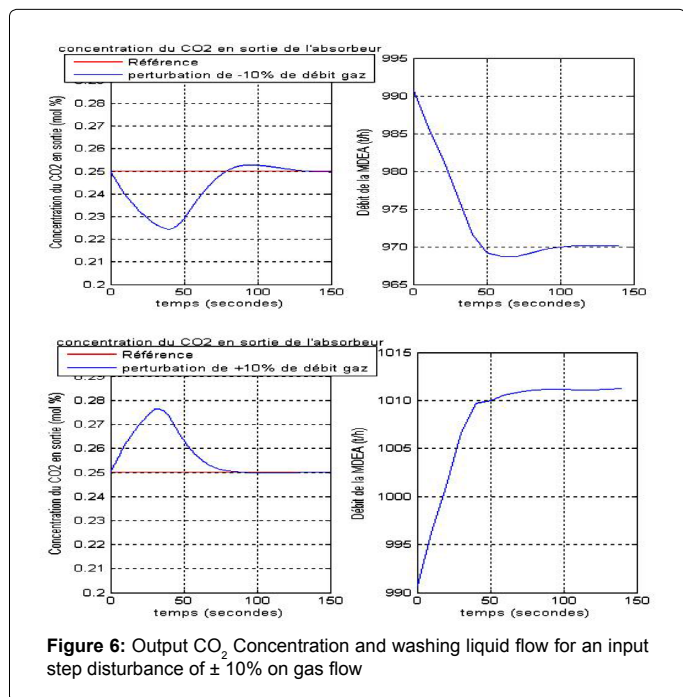 concentration du CO2 en sortie de l'absorbeur
Référence
perturbation de -10% de débit gaz
0.28
0.27
0.26
0.25
0.24
0.23
0.22
0.21
0.2
Concentration du CO2 en sortie (mol %)
0 50 100 150
temps (secondes)
995
990
985
980
975
970
965
Débit de la MDEA (t/h)
0 50 100 150
temps (secondes)
concentration du CO2 en sortie de l'absorbeur
Référence
perturbation de +10% de débit gaz
0.28
0.27
0.26
0.25
0.24
0.23
0.22
0.21
0.2
Concentration du CO2 en sortie (mol %)
0 50 100 150
temps (secondes)
1015
1010
1005
1000
995
990
Débit de la MDEA (t/h)
0 50 100 150
temps (secondes)
Figure 6: Output CO₂ Concentration and washing liquid flow for an input
step disturbance of ± 10% on gas flow